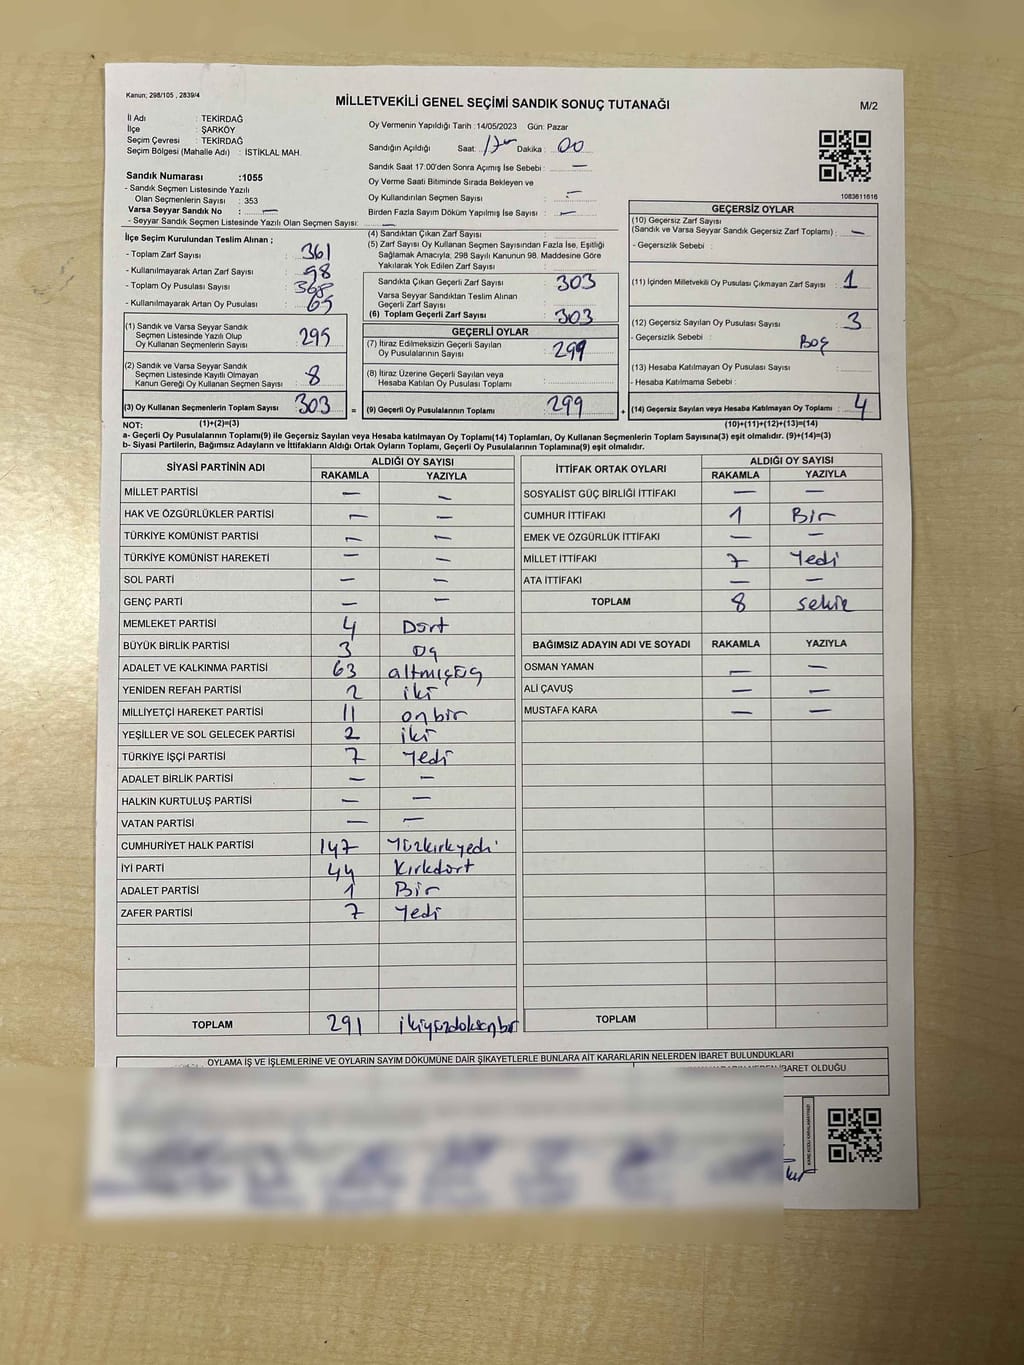 Kanun; 298/105 , 2839/4
MİLLETVEKİLİ GENEL SEÇİMİ SANDIK SONUÇ TUTANAĞI
M/2
İl Adı : TEKİRDAĞ
İlçe : ŞARKÖY
Seçim Çevresi : TEKİRDAĞ
Seçim Bölgesi (Mahalle Adı) : İSTİKLAL MAH.
Sandık Numarası :1055
- Sandık Seçmen Listesinde Yazılı
Olan Seçmenlerin Sayısı : 353
Varsa Seyyar Sandık No : —
- Seyyar Sandık Seçmen Listesinde Yazılı Olan Seçmen Sayısı: —
Oy Vermenin Yapıldığı Tarih :14/05/2023 Gün: Pazar
Sandığın Açıldığı Saat: 17 Dakika : 00
Sandık Saat 17:00'den Sonra Açımış İse Sebebi : —
Oy Verme Saati Bitiminde Sırada Bekleyen ve
Oy Kullandırılan Seçmen Sayısı : —
Birden Fazla Sayım Döküm Yapılmış İse Sayısı : —
1083611616
İlçe Seçim Kurulundan Teslim Alınan ;
- Toplam Zarf Sayısı : 361
- Kullanılmayarak Artan Zarf Sayısı : 98
- Toplam Oy Pusulası Sayısı : 368
- Kullanılmayarak Artan Oy Pusulası : 65
(1) Sandık ve Varsa Seyyar Sandık
Seçmen Listesinde Yazılı Olup
Oy Kullanan Seçmenlerin Sayısı : 295
(2) Sandık ve Varsa Seyyar Sandık
Seçmen Listesinde Kayıtlı Olmayan
Kanun Gereği Oy Kullanan Seçmen Sayısı : 8
(3) Oy Kullanan Seçmenlerin Toplam Sayısı : 303 =
(4) Sandıktan Çıkan Zarf Sayısı :
(5) Zarf Sayısı Oy Kullanan Seçmen Sayısından Fazla İse, Eşitliği
Sağlamak Amacıyla, 298 Sayılı Kanunun 98. Maddesine Göre
Yakılarak Yok Edilen Zarf Sayısı :
Sandıkta Çıkan Geçerli Zarf Sayısı : 303
Varsa Seyyar Sandıktan Teslim Alınan
Geçerli Zarf Sayısı :
(6) Toplam Geçerli Zarf Sayısı : 303
GEÇERLİ OYLAR
(7) İtiraz Edilmeksizin Geçerli Sayılan
Oy Pusulalarının Sayısı : 299
(8) İtiraz Üzerine Geçerli Sayılan veya
Hesaba Katılan Oy Pusulası Toplamı :
(9) Geçerli Oy Pusulalarının Toplamı : 299 +
GEÇERSİZ OYLAR
(10) Geçersiz Zarf Sayısı
(Sandık ve Varsa Seyyar Sandık Geçersiz Zarf Toplamı) : —
- Geçersizlik Sebebi :
(11) İçinden Milletvekili Oy Pusulası Çıkmayan Zarf Sayısı : 1
(12) Geçersiz Sayılan Oy Pusulası Sayısı : 3
- Geçersizlik Sebebi : Boş
(13) Hesaba Katılmayan Oy Pusulası Sayısı :
- Hesaba Katılmama Sebebi :
(14) Geçersiz Sayılan veya Hesaba Katılmayan Oy Toplamı : 4
NOT: (1)+(2)=(3) (10)+(11)+(12)+(13)=(14)
a- Geçerli Oy Pusulalarının Toplamı(9) ile Geçersiz Sayılan veya Hesaba katılmayan Oy Toplamı(14) Toplamları, Oy Kullanan Seçmenlerin Toplam Sayısına(3) eşit olmalıdır. (9)+(14)=(3)
b- Siyasi Partilerin, Bağımsız Adayların ve İttifakların Aldığı Ortak Oyların Toplamı, Geçerli Oy Pusulalarının Toplamına(9) eşit olmalıdır.
SİYASİ PARTİNİN ADI ALDIĞI OY SAYISI
RAKAMLA YAZIYLA
MİLLET PARTİSİ — —
HAK VE ÖZGÜRLÜKLER PARTİSİ — —
TÜRKİYE KOMÜNİST PARTİSİ — —
TÜRKİYE KOMÜNİST HAREKETİ — —
SOL PARTİ — —
GENÇ PARTİ — —
MEMLEKET PARTİSİ 4 Dört
BÜYÜK BİRLİK PARTİSİ 3 Üç
ADALET VE KALKINMA PARTİSİ 63 altmışüç
YENİDEN REFAH PARTİSİ 2 iki
MİLLİYETÇİ HAREKET PARTİSİ 11 onbir
YEŞİLLER VE SOL GELECEK PARTİSİ 2 iki
TÜRKİYE İŞÇİ PARTİSİ 7 Yedi
ADALET BİRLİK PARTİSİ — —
HALKIN KURTULUŞ PARTİSİ — —
VATAN PARTİSİ — —
CUMHURİYET HALK PARTİSİ 147 Yüzkırkyedi
İYİ PARTİ 44 Kırkdört
ADALET PARTİSİ 1 Bir
ZAFER PARTİSİ 7 Yedi
TOPLAM 291 ikiyüzdoksanbir
İTTİFAK ORTAK OYLARI ALDIĞI OY SAYISI
RAKAMLA YAZIYLA
SOSYALİST GÜÇ BİRLİĞİ İTTİFAKI — —
CUMHUR İTTİFAKI 1 Bir
EMEK VE ÖZGÜRLÜK İTTİFAKI — —
MİLLET İTTİFAKI 7 Yedi
ATA İTTİFAKI — —
TOPLAM 8 sekiz
BAĞIMSIZ ADAYIN ADI VE SOYADI RAKAMLA YAZIYLA
OSMAN YAMAN — —
ALİ ÇAVUŞ — —
MUSTAFA KARA — —
TOPLAM
OYLAMA İŞ VE İŞLEMLERİNE VE OYLARIN SAYIM DÖKÜMÜNE DAİR ŞİKAYETLERLE BUNLARA AİT KARARLARIN NELERDEN İBARET BULUNDUKLARI
İBARET OLDUĞU